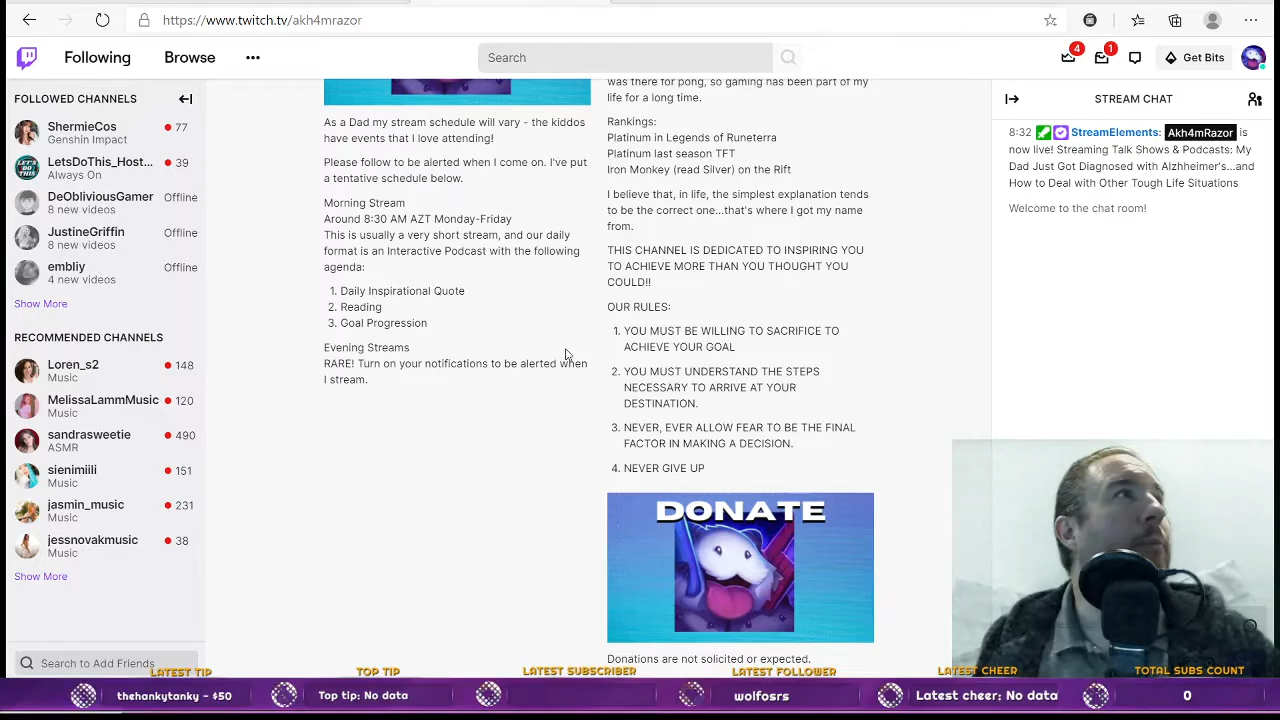 https://www.twitch.tv/akh4mrazor
Following
Browse
Search
4
1
Get Bits
FOLLOWED CHANNELS
ShermieCos
77
Genshin Impact
LetsDoThis_Host...
39
Always On
DeObliviousGamer
Offline
8 new videos
JustineGriffin
Offline
8 new videos
embliy
Offline
4 new videos
Show More
RECOMMENDED CHANNELS
Loren_s2
148
Music
MelissaLammMusic
120
Music
sandrasweetie
490
ASMR
sienimiili
151
Music
jasmin_music
231
Music
jessnovakmusic
38
Music
Show More
Search to Add Friends
As a Dad my stream schedule will vary - the kiddos
have events that I love attending!
Please follow to be alerted when I come on. I've put
a tentative schedule below.
Morning Stream
Around 8:30 AM AZT Monday-Friday
This is usually a very short stream, and our daily
format is an Interactive Podcast with the following
agenda:
1. Daily Inspirational Quote
2. Reading
3. Goal Progression
Evening Streams
RARE! Turn on your notifications to be alerted when
I stream.
was there for pong, so gaming has been part of my
life for a long time.
Rankings:
Platinum in Legends of Runeterra
Platinum last season TFT
Iron Monkey (read Silver) on the Rift
I believe that, in life, the simplest explanation tends
to be the correct one...that's where I got my name
from.
THIS CHANNEL IS DEDICATED TO INSPIRING YOU
TO ACHIEVE MORE THAN YOU THOUGHT YOU
COULD!!
OUR RULES:
1. YOU MUST BE WILLING TO SACRIFICE TO
ACHIEVE YOUR GOAL
2. YOU MUST UNDERSTAND THE STEPS
NECESSARY TO ARRIVE AT YOUR
DESTINATION.
3. NEVER, EVER ALLOW FEAR TO BE THE FINAL
FACTOR IN MAKING A DECISION.
4. NEVER GIVE UP
DONATE
Donations are not solicited or expected.
STREAM CHAT
8:32 StreamElements: Akh4mRazor is
now live! Streaming Talk Shows & Podcasts: My
Dad Just Got Diagnosed with Alzhheimer's...and
How to Deal with Other Tough Life Situations
Welcome to the chat room!
LATEST TIP
TOP TIP
LATEST SUBSCRIBER
LATEST FOLLOWER
LATEST CHEER
TOTAL SUBS COUNT
thehankytanky - $50
Top tip: No data
wolfosrs
Latest cheer: No data
0